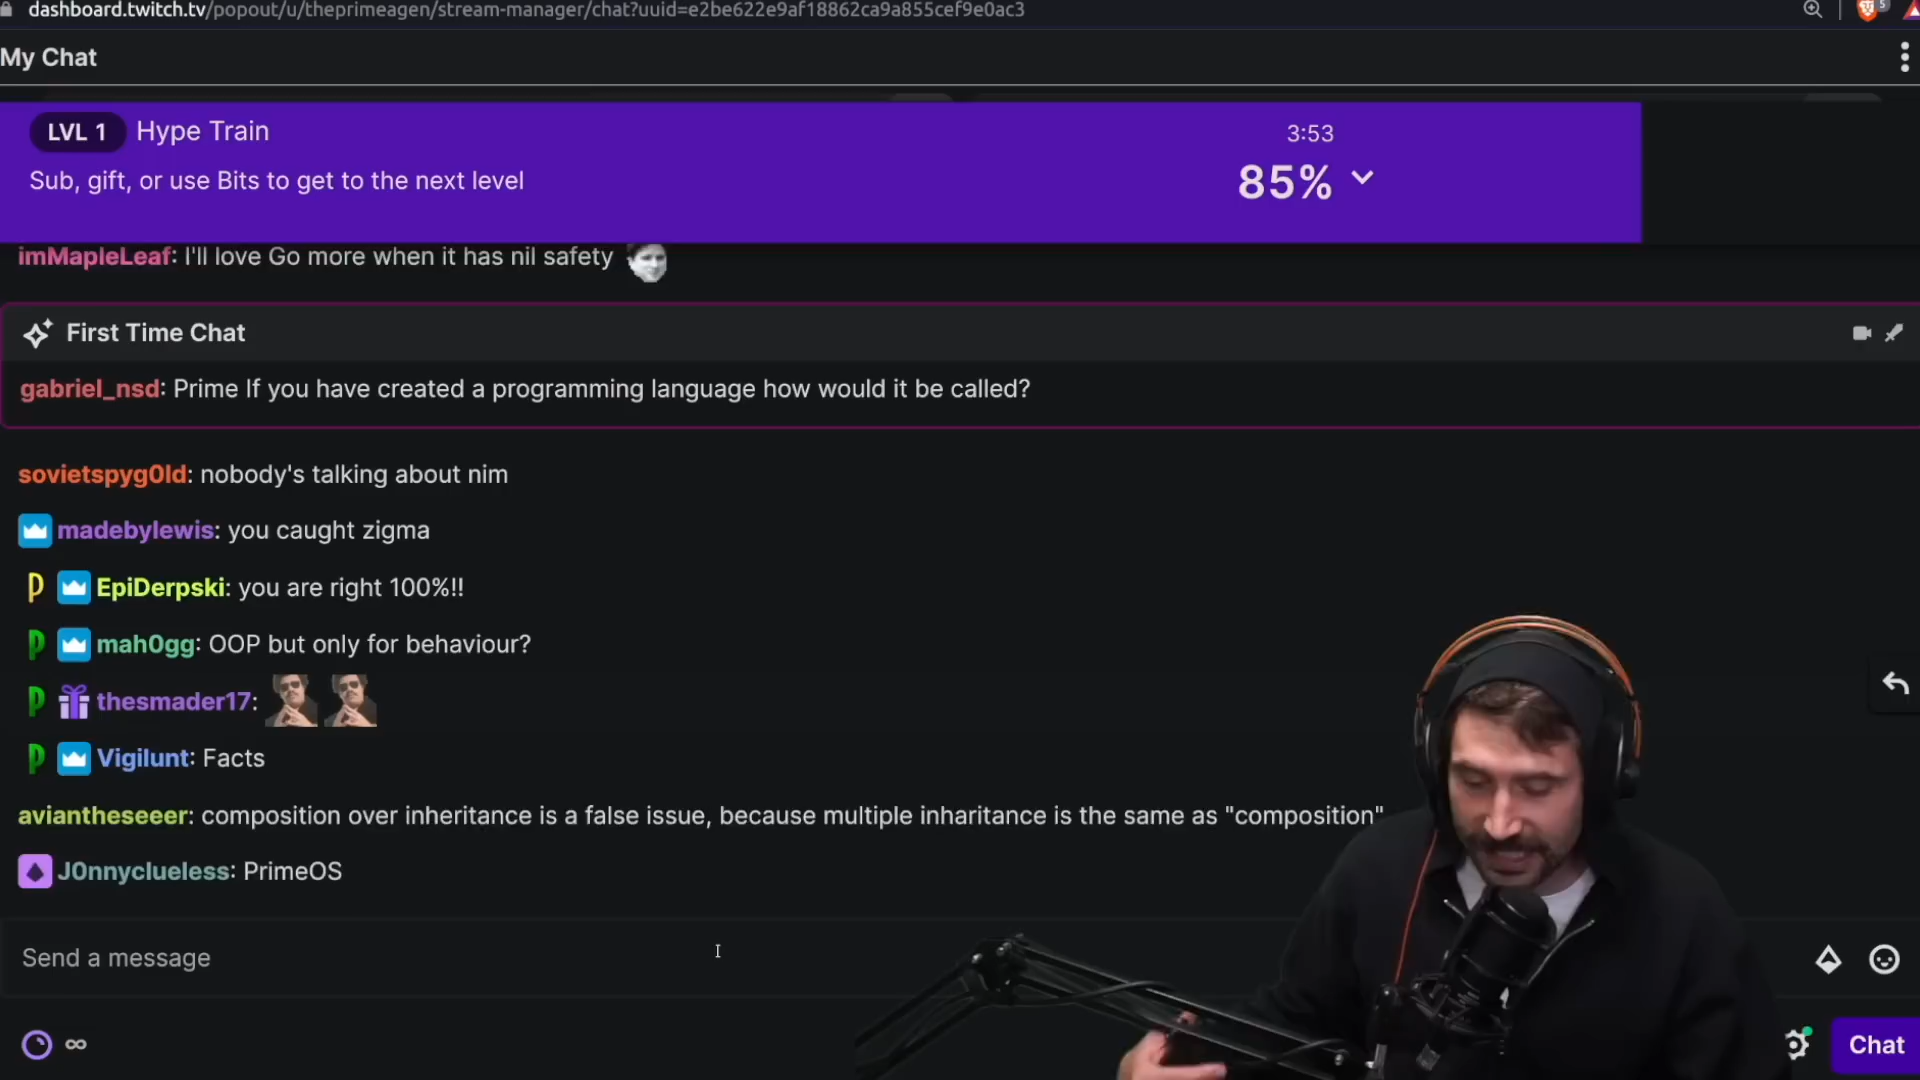 dashboard.twitch.tv/popout/u/theprimeagen/stream-manager/chat?uuid=e2be622e9af18862ca9a855cef9e0ac3
5
My Chat
LVL 1 Hype Train
3:53
Sub, gift, or use Bits to get to the next level
85%
imMapleLeaf: I'll love Go more when it has nil safety
First Time Chat
gabriel_nsd: Prime If you have created a programming language how would it be called?
sovietspyg0ld: nobody's talking about nim
madebylewis: you caught zigma
EpiDerpski: you are right 100%!!
mah0gg: OOP but only for behaviour?
thesmader17:
Vigilunt: Facts
aviantheseeer: composition over inheritance is a false issue, because multiple inharitance is the same as "composition"
J0nnyclueless: PrimeOS
Send a message
∞
Chat